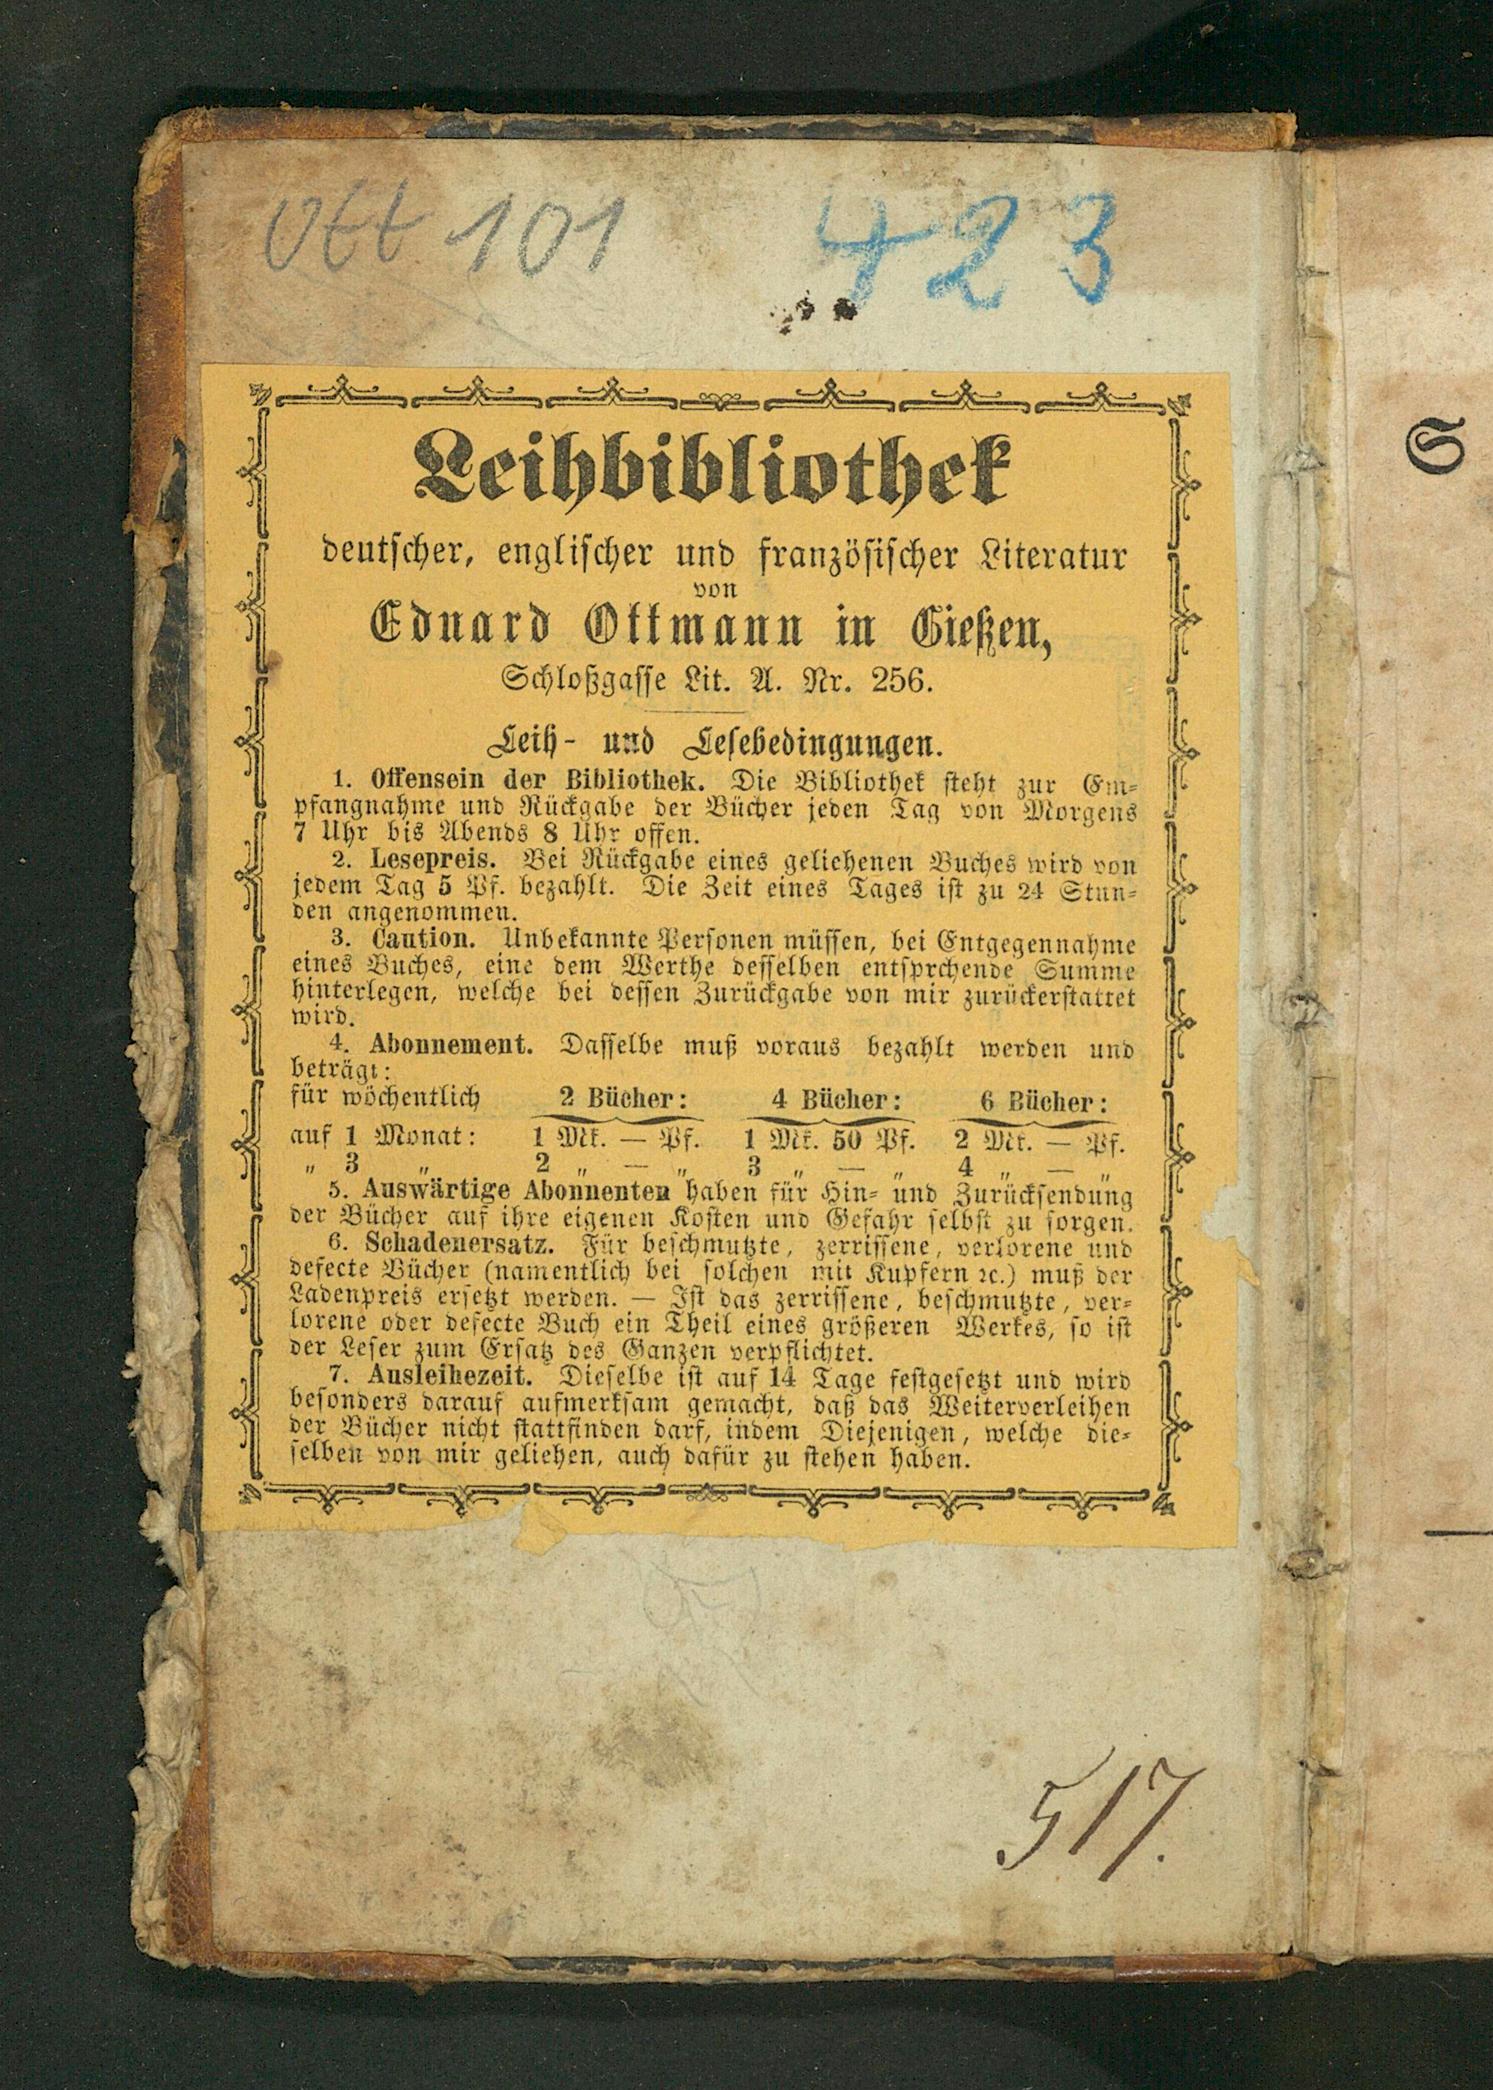 Ott 101 423
Leihbibliothek
deutscher, englischer und französischer Literatur
von
Eduard Ottmann in Gießen,
Schloßgasse Lit. A. Nr. 256.
Leih- und Lesebedingungen.
1. Offensein der Bibliothek. Die Bibliothek steht zur Em-
pfangnahme und Rückgabe der Bücher jeden Tag von Morgens
7 Uhr bis Abends 8 Uhr offen.
2. Lesepreis. Bei Rückgabe eines geliehenen Buches wird von
jedem Tag 5 Pf. bezahlt. Die Zeit eines Tages ist zu 24 Stun-
den angenommen.
3. Caution. Unbekannte Personen müssen, bei Entgegennahme
eines Buches, eine dem Werthe desselben entsprchende Summe
hinterlegen, welche bei dessen Zurückgabe von mir zurückerstattet
wird.
4. Abonnement. Dasselbe muß voraus bezahlt werden und
beträgt:
für wöchentlich 2 Bücher: 4 Bücher: 6 Bücher:
auf 1 Monat: 1 Mk. — Pf. 1 Mk. 50 Pf. 2 Mk. — Pf.
„ 3 „ 2 „ — „ 3 „ — „ 4 „ — „
5. Auswärtige Abonnenten haben für Hin- und Zurücksendung
der Bücher auf ihre eigenen Kosten und Gefahr selbst zu sorgen.
6. Schadenersatz. Für beschmutzte, zerrissene, verlorene und
defecte Bücher (namentlich bei solchen mit Kupfern ꝛc.) muß der
Ladenpreis ersetzt werden. — Ist das zerrissene, beschmutzte, ver-
lorene oder defecte Buch ein Theil eines größeren Werkes, so ist
der Leser zum Ersatz des Ganzen verpflichtet.
7. Ausleihezeit. Dieselbe ist auf 14 Tage festgesetzt und wird
besonders darauf aufmerksam gemacht, daß das Weiterverleihen
der Bücher nicht stattfinden darf, indem Diejenigen, welche die-
selben von mir geliehen, auch dafür zu stehen haben.
517.
S